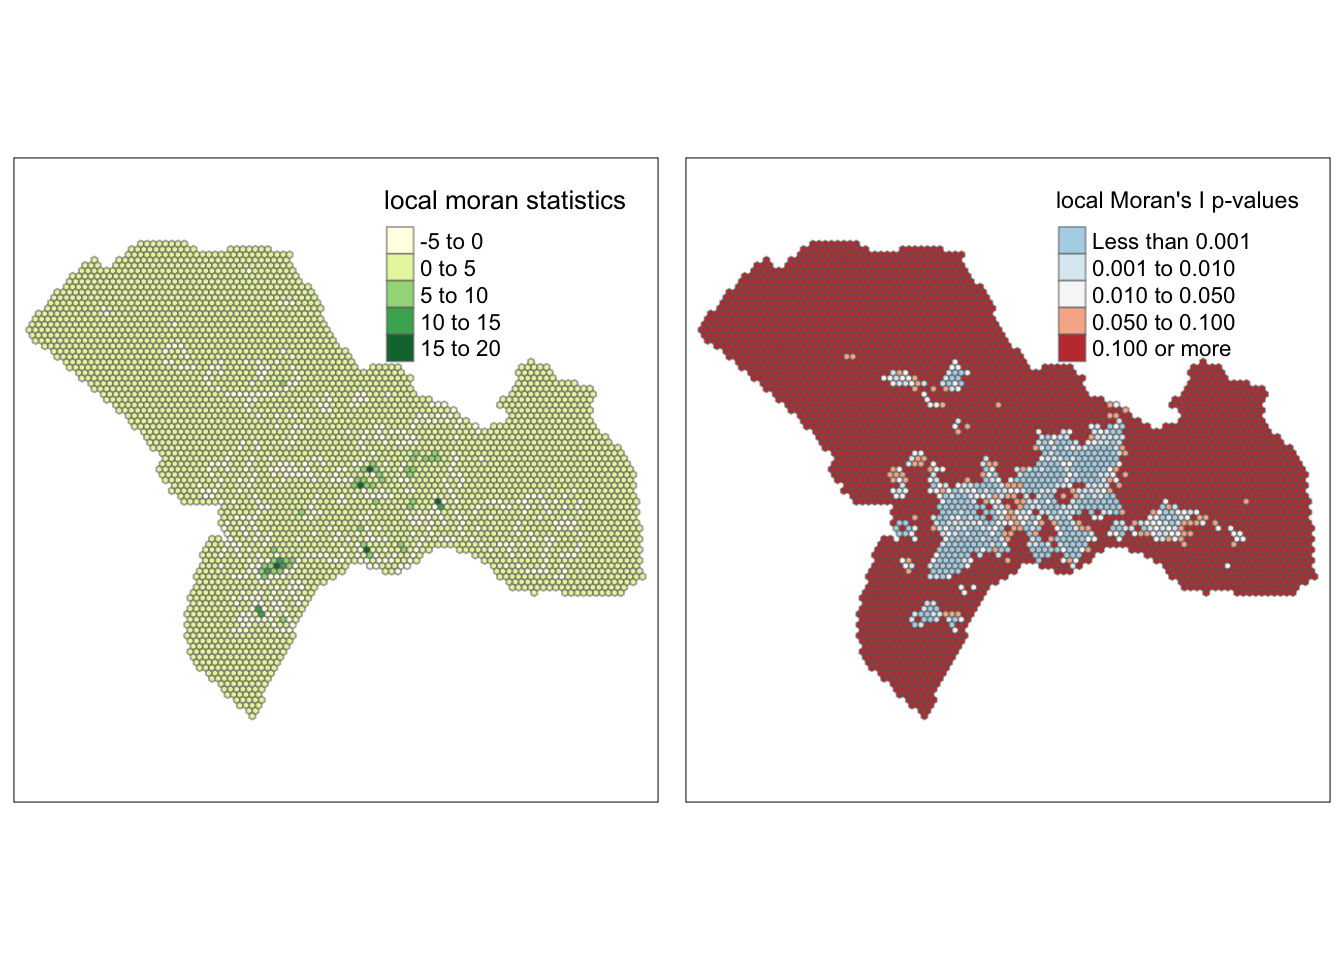 local moran statistics
-5 to 0
0 to 5
5 to 10
10 to 15
15 to 20
local Moran's I p-values
Less than 0.001
0.001 to 0.010
0.010 to 0.050
0.050 to 0.100
0.100 or more